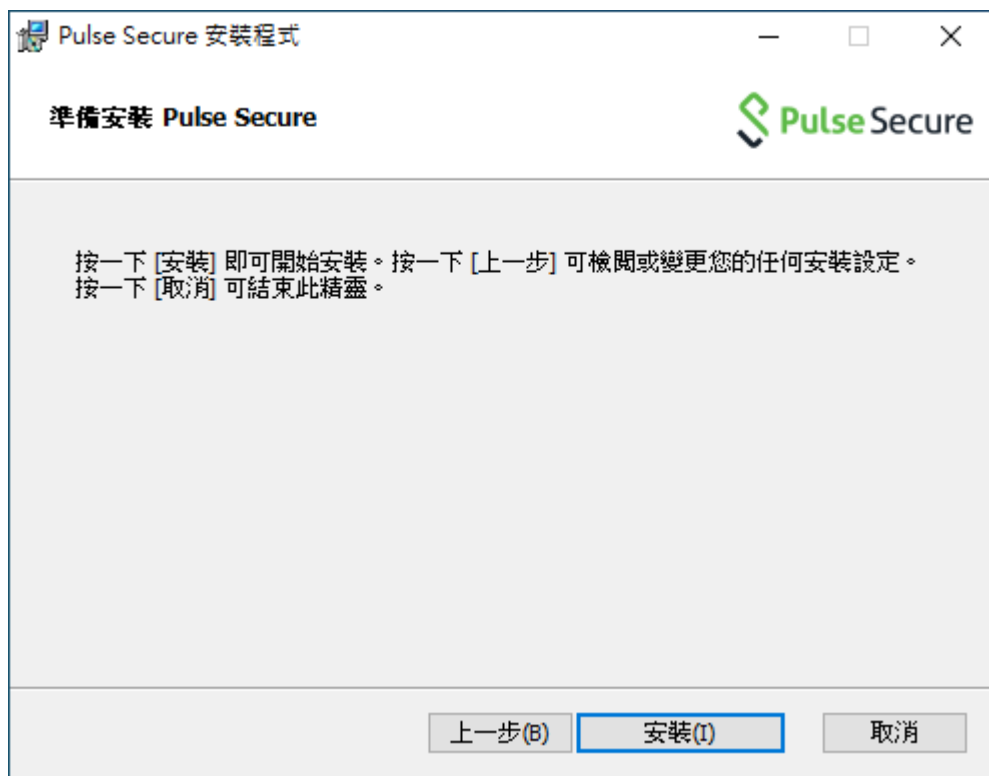 Pulse Secure 安裝程式
準備安裝 Pulse Secure
Pulse Secure
按一下 [安裝] 即可開始安裝。按一下 [上一步] 可檢閱或變更您的任何安裝設定。
按一下 [取消] 可結束此精靈。
上一步(B) 安裝(I) 取消